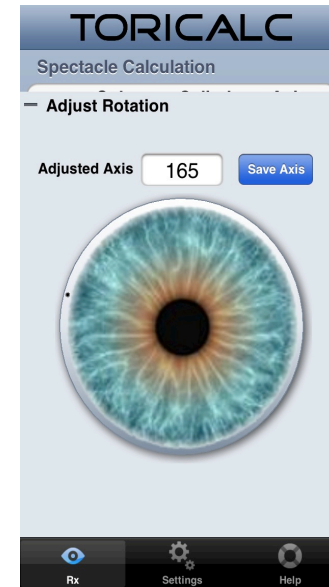 TORICALC
Spectacle Calculation
Adjust Rotation
Adjusted Axis 165 Save Axis
Rx Settings Help